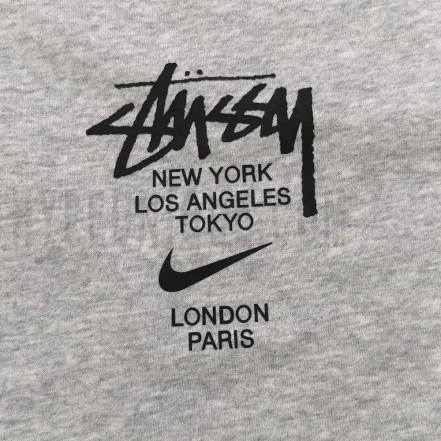 STÜSSY
NEW YORK
LOS ANGELES
TOKYO
LONDON
PARIS